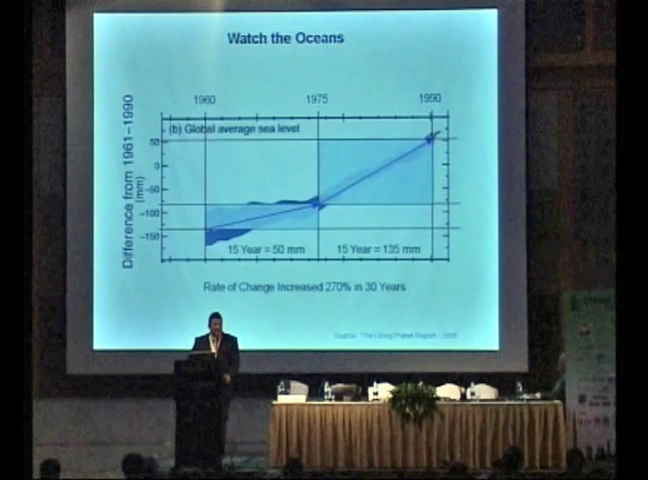 Watch the Oceans
1960 1975 1990
(b) Global average sea level
Difference from 1961–1990
(mm)
50
0
−50
−100
−150
15 Year = 50 mm
15 Year = 135 mm
Rate of Change Increased 270% in 30 Years
Source: The Living Planet Report -